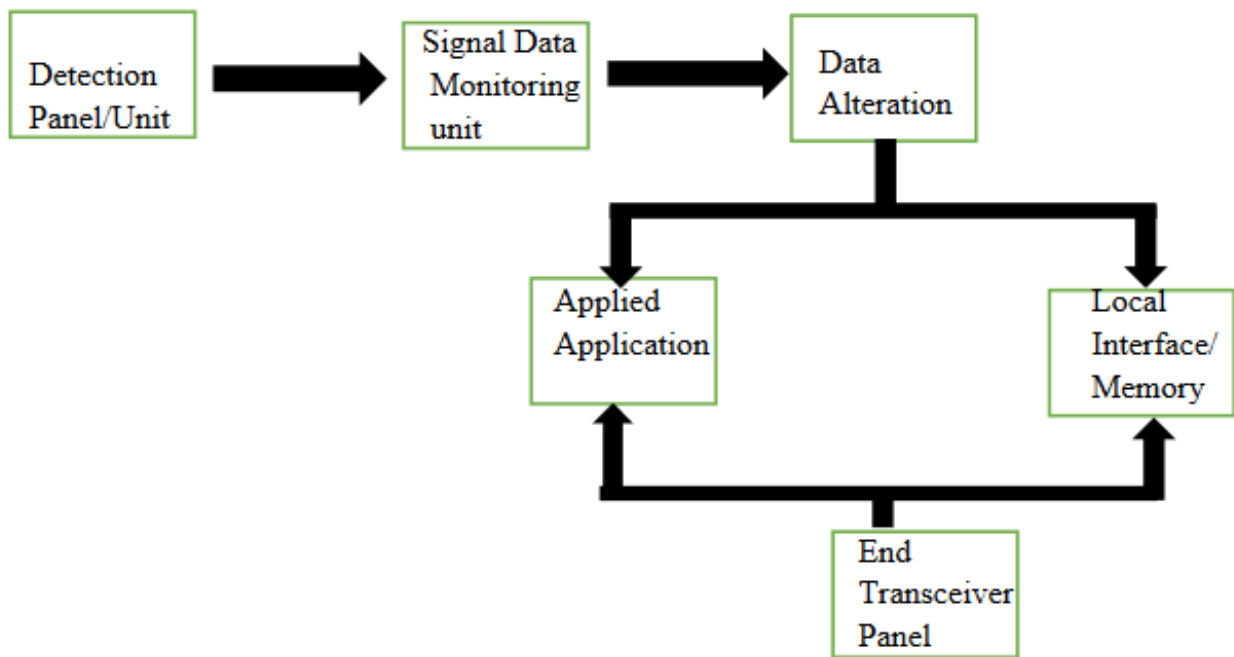 Detection
Panel/Unit
Signal Data
Monitoring
unit
Data
Alteration
Applied
Application
Local
Interface/
Memory
End
Transceiver
Panel